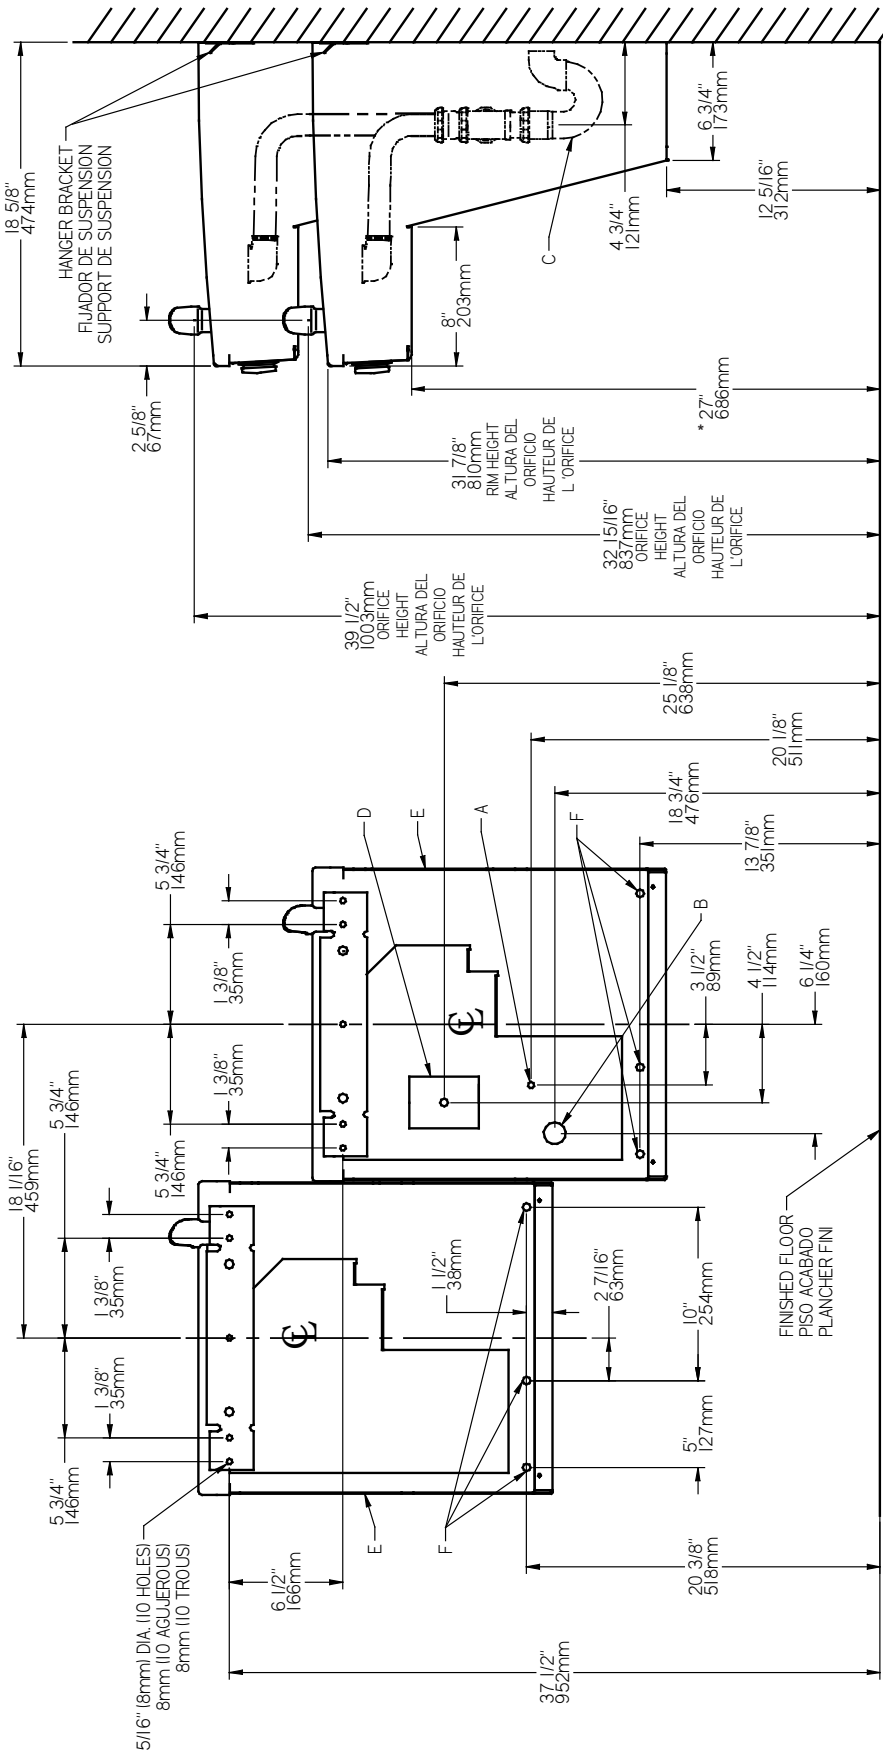 18 5/8"
474mm
HANGER BRACKET
FIJADOR DE SUSPENSION
SUPPORT DE SUSPENSION
2 5/8"
67mm
8"
203mm
C
4 3/4"
121mm
6 3/4"
173mm
12 5/16"
312mm
* 27"
686mm
31 7/8"
810mm
RIM HEIGHT
ALTURA DEL
ORIFICIO
HAUTEUR DE
L 'ORIFICE
32 15/16"
837mm
ORIFICE
HEIGHT
ALTURA DEL
ORIFICIO
HAUTEUR DE
L'ORIFICE
39 1/2"
1003mm
ORIFICE
HEIGHT
ALTURA DEL
ORIFICIO
HAUTEUR DE
L'ORIFICE
25 1/8"
638mm
20 1/8"
511mm
18 3/4"
476mm
13 7/8"
351mm
5 3/4"
146mm
1 3/8"
35mm
1 3/8"
35mm
5 3/4"
146mm
D
E
A
F
B
CL
3 1/2"
89mm
4 1/2"
114mm
6 1/4"
160mm
18 1/16"
459mm
5 3/4"
146mm
1 3/8"
35mm
1 3/8"
35mm
5 3/4"
146mm
CL
1 1/2"
38mm
2 7/16"
63mm
10"
254mm
5"
127mm
E
F
5/16" (8mm) DIA. (10 HOLES)
8mm (10 AGUJEROUS)
8mm (10 TROUS)
6 1/2"
166mm
20 3/8"
518mm
37 1/2"
952mm
FINISHED FLOOR
PISO ACABADO
PLANCHER FINI